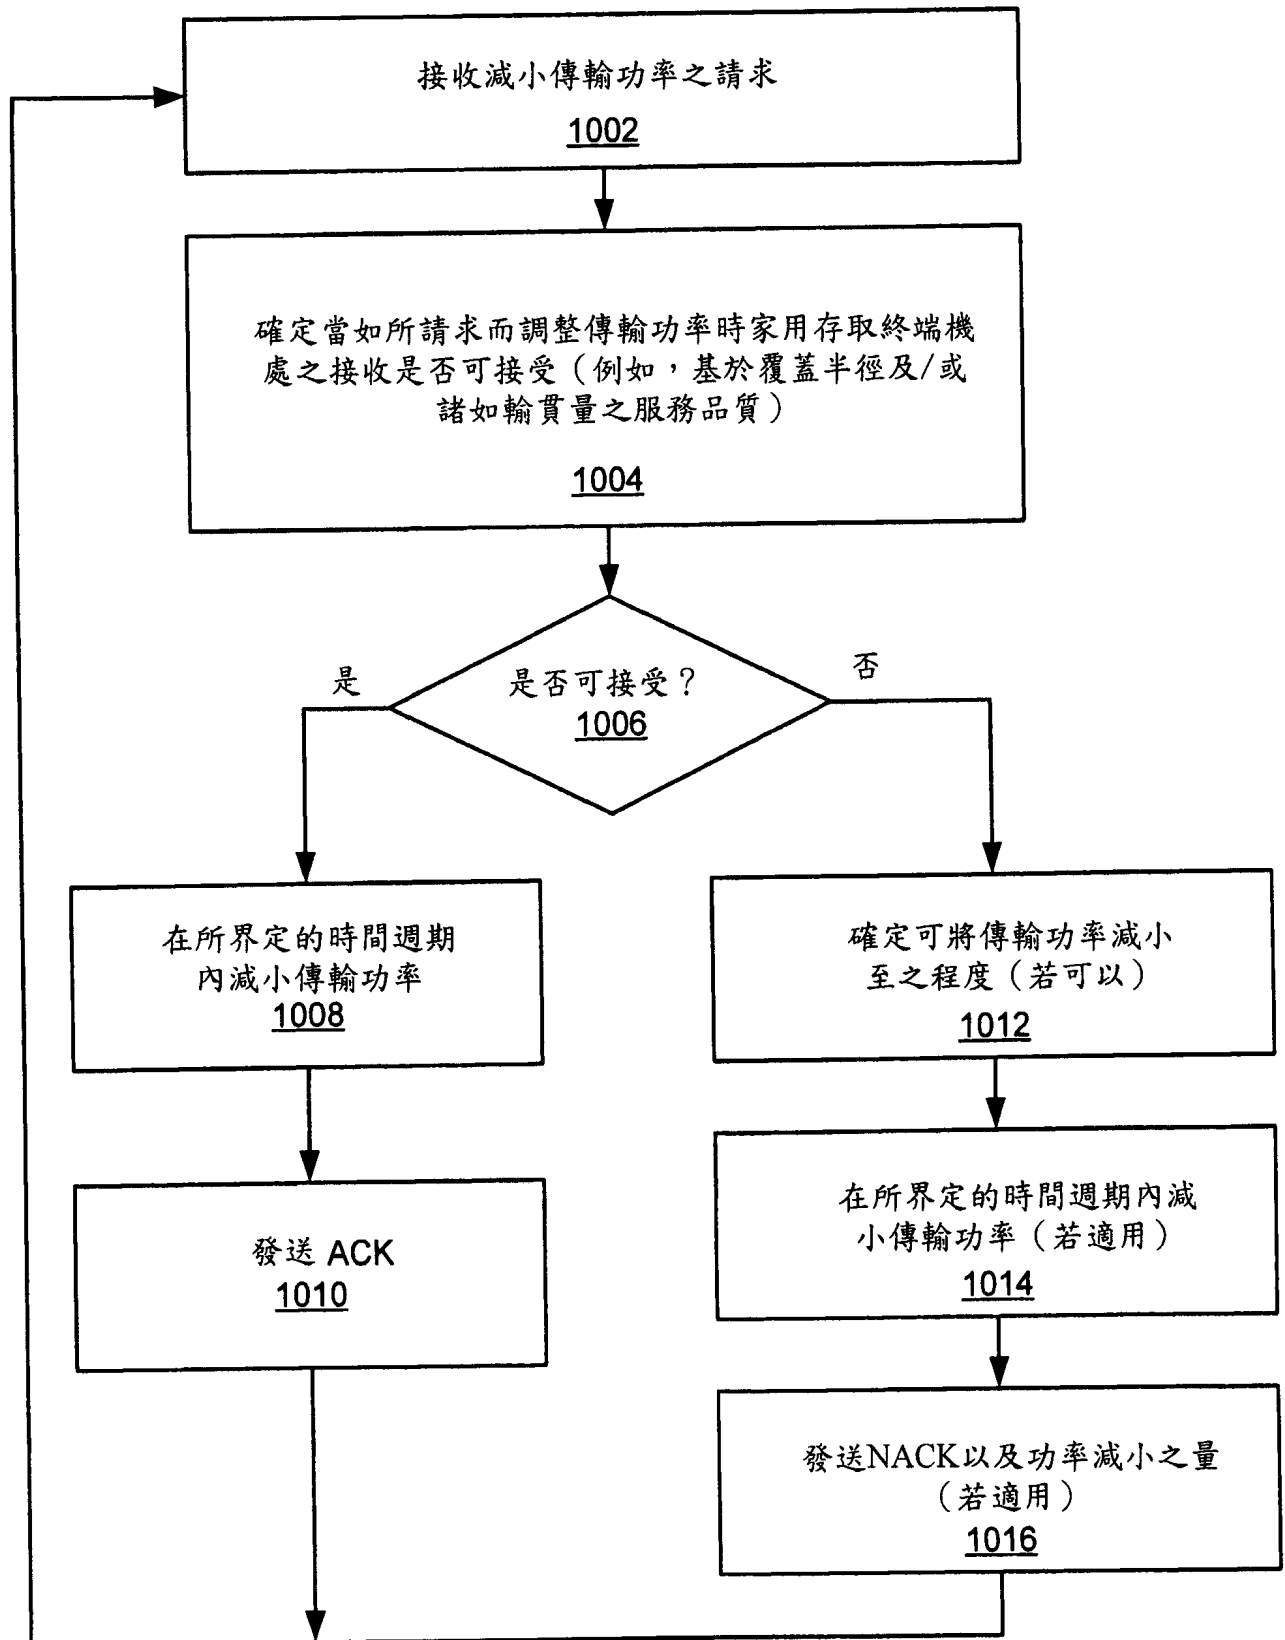 接收減小傳輸功率之請求
1002
確定當如所請求而調整傳輸功率時家用存取終端機
處之接收是否可接受（例如，基於覆蓋半徑及/或
諸如輸貫量之服務品質）
1004
是否可接受？
1006
是
否
在所界定的時間週期
內減小傳輸功率
1008
發送 ACK
1010
確定可將傳輸功率減小
至之程度（若可以）
1012
在所界定的時間週期內減
小傳輸功率（若適用）
1014
發送NACK以及功率減小之量
（若適用）
1016